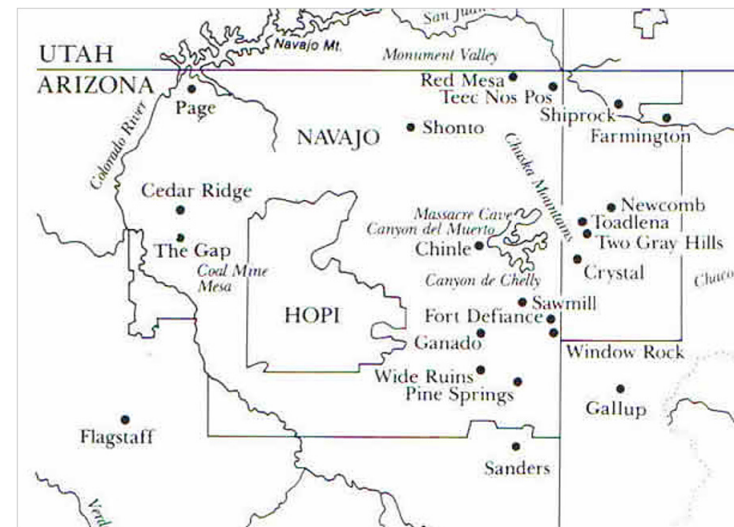 San Juan
Navajo Mt.
UTAH
Monument Valley
ARIZONA
Red Mesa
Teec Nos Pos
Page
Shiprock
Farmington
Colorado River
NAVAJO
Shonto
Chuska Mountains
Cedar Ridge
Newcomb
Massacre Cave
Toadlena
Canyon del Muerto
Two Gray Hills
The Gap
Chinle
Crystal
Coal Mine
Mesa
Canyon de Chelly
Chaco
Sawmill
HOPI
Fort Defiance
Ganado
Window Rock
Wide Ruins
Pine Springs
Gallup
Flagstaff
Sanders
Verd